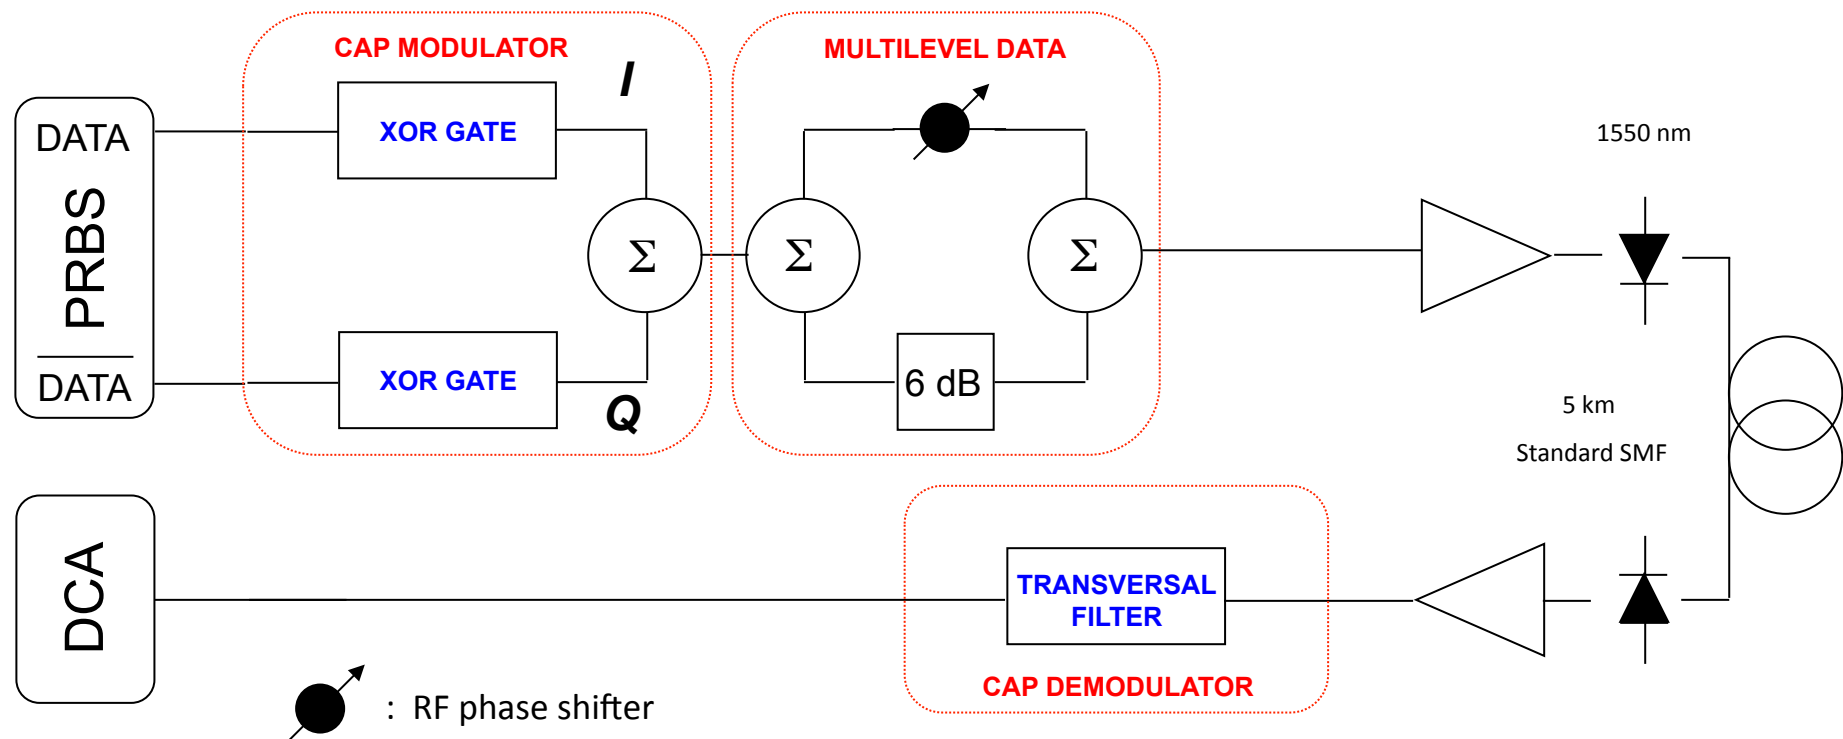 CAP MODULATOR
MULTILEVEL DATA
I
XOR GATE
DATA
PRBS
DATA
Σ
Σ
Σ
XOR GATE
Q
6 dB
1550 nm
5 km
Standard SMF
DCA
TRANSVERSAL
FILTER
CAP DEMODULATOR
: RF phase shifter